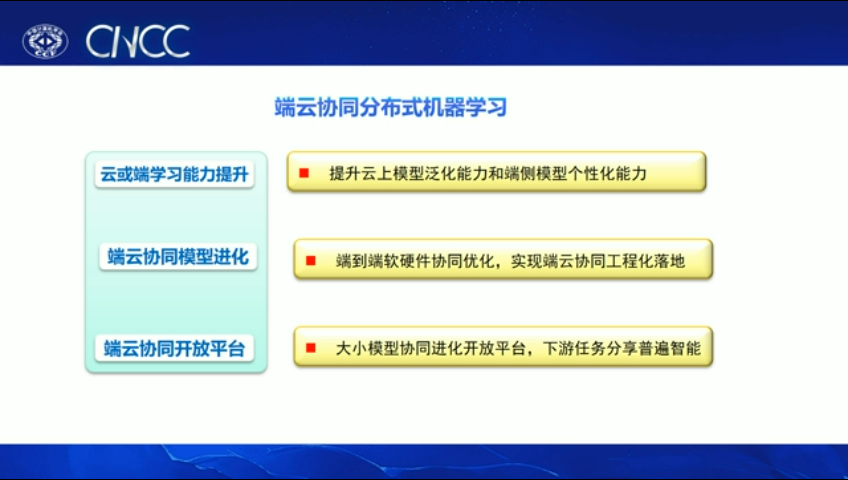 CNCC
CCF
端云协同分布式机器学习
云或端学习能力提升
提升云上模型泛化能力和端侧模型个性化能力
端云协同模型进化
端到端软硬件协同优化，实现端云协同工程化落地
端云协同开放平台
大小模型协同进化开放平台，下游任务分享普遍智能